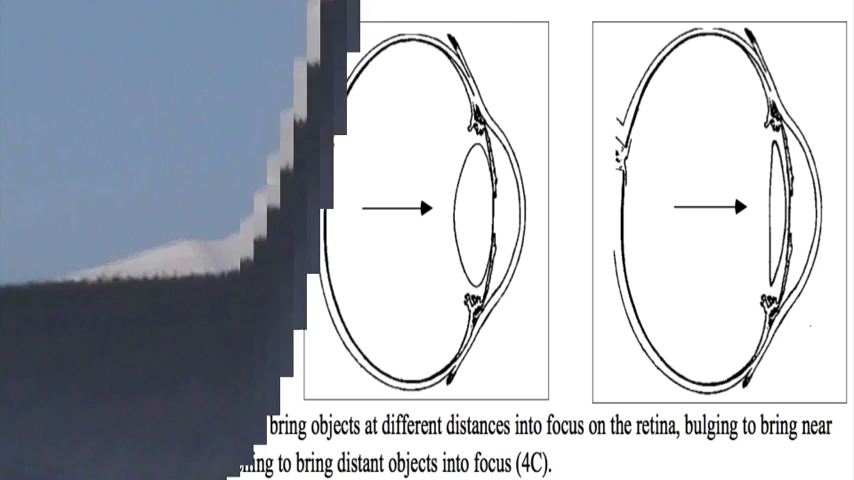 bring objects at different distances into focus on the retina, bulging to bring near
to bring distant objects into focus (4C).